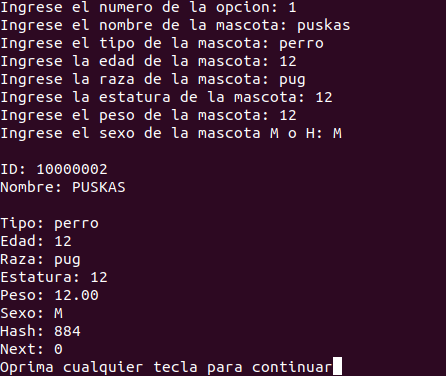 Ingrese el numero de la opcion: 1
Ingrese el nombre de la mascota: puskas
Ingrese el tipo de la mascota: perro
Ingrese la edad de la mascota: 12
Ingrese la raza de la mascota: pug
Ingrese la estatura de la mascota: 12
Ingrese el peso de la mascota: 12
Ingrese el sexo de la mascota M o H: M
ID: 10000002
Nombre: PUSKAS
Tipo: perro
Edad: 12
Raza: pug
Estatura: 12
Peso: 12.00
Sexo: M
Hash: 884
Next: 0
Oprima cualquier tecla para continuar